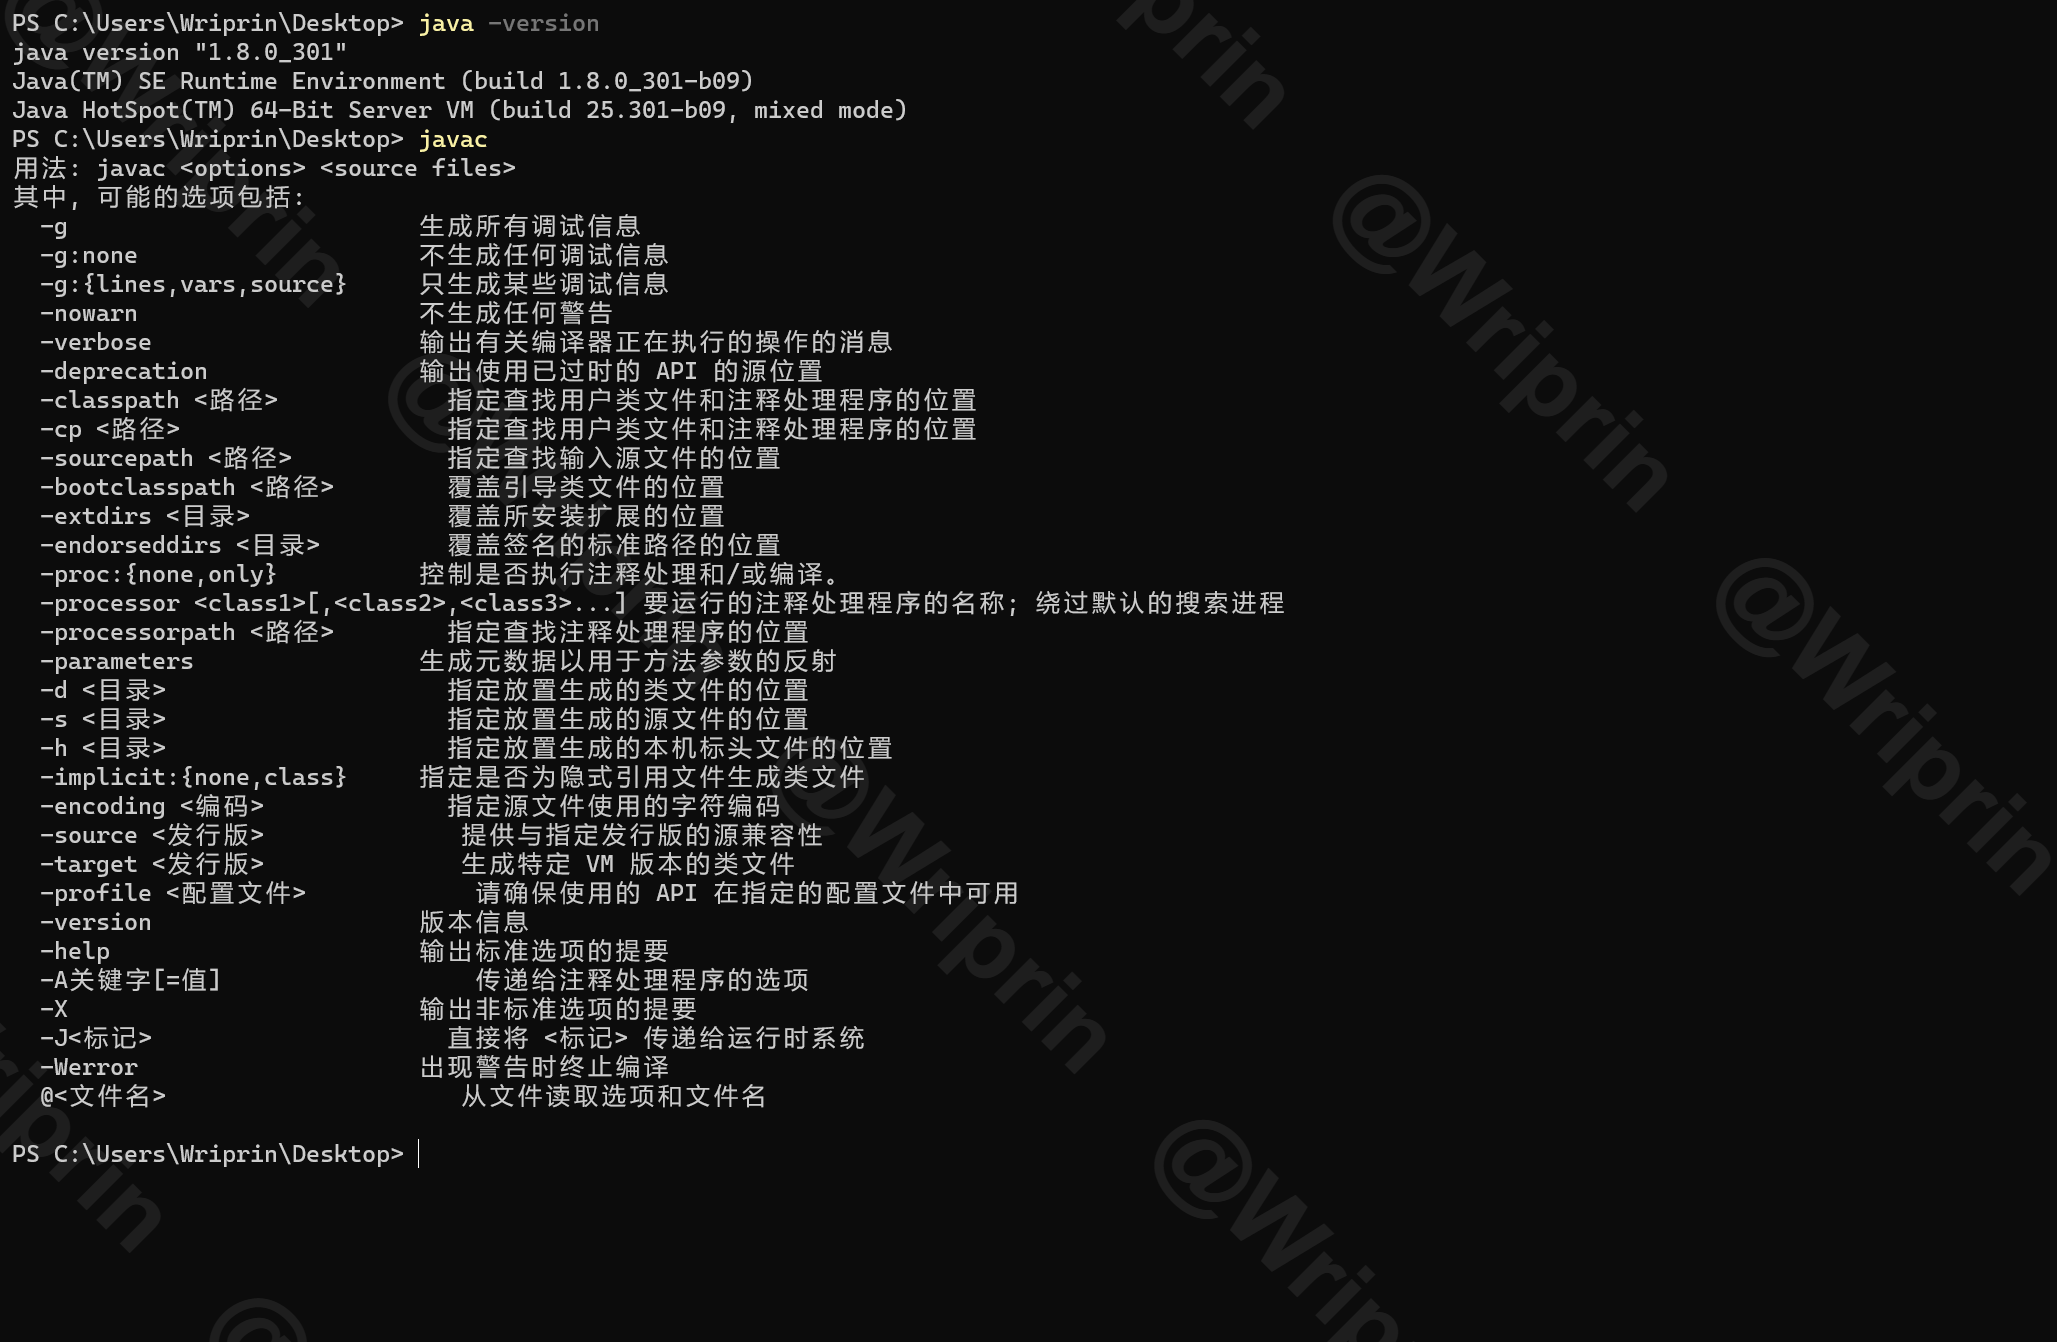 PS C:\Users\Wriprin\Desktop> java -version
java version "1.8.0_301"
Java(TM) SE Runtime Environment (build 1.8.0_301-b09)
Java HotSpot(TM) 64-Bit Server VM (build 25.301-b09, mixed mode)
PS C:\Users\Wriprin\Desktop> javac
用法: javac <options> <source files>
其中, 可能的选项包括:
  -g                         生成所有调试信息
  -g:none                    不生成任何调试信息
  -g:{lines,vars,source}     只生成某些调试信息
  -nowarn                    不生成任何警告
  -verbose                   输出有关编译器正在执行的操作的消息
  -deprecation               输出使用已过时的 API 的源位置
  -classpath <路径>            指定查找用户类文件和注释处理程序的位置
  -cp <路径>                   指定查找用户类文件和注释处理程序的位置
  -sourcepath <路径>           指定查找输入源文件的位置
  -bootclasspath <路径>        覆盖引导类文件的位置
  -extdirs <目录>              覆盖所安装扩展的位置
  -endorseddirs <目录>         覆盖签名的标准路径的位置
  -proc:{none,only}          控制是否执行注释处理和/或编译。
  -processor <class1>[,<class2>,<class3>...] 要运行的注释处理程序的名称; 绕过默认的搜索进程
  -processorpath <路径>        指定查找注释处理程序的位置
  -parameters                生成元数据以用于方法参数的反射
  -d <目录>                    指定放置生成的类文件的位置
  -s <目录>                    指定放置生成的源文件的位置
  -h <目录>                    指定放置生成的本机标头文件的位置
  -implicit:{none,class}     指定是否为隐式引用文件生成类文件
  -encoding <编码>             指定源文件使用的字符编码
  -source <发行版>              提供与指定发行版的源兼容性
  -target <发行版>              生成特定 VM 版本的类文件
  -profile <配置文件>            请确保使用的 API 在指定的配置文件中可用
  -version                   版本信息
  -help                      输出标准选项的提要
  -A关键字[=值]                  传递给注释处理程序的选项
  -X                         输出非标准选项的提要
  -J<标记>                     直接将 <标记> 传递给运行时系统
  -Werror                    出现警告时终止编译
  @<文件名>                     从文件读取选项和文件名
PS C:\Users\Wriprin\Desktop>
@Wriprin
@Wriprin
@Wriprin
@Wriprin
@Wriprin
@Wrip
prin
riprin
@